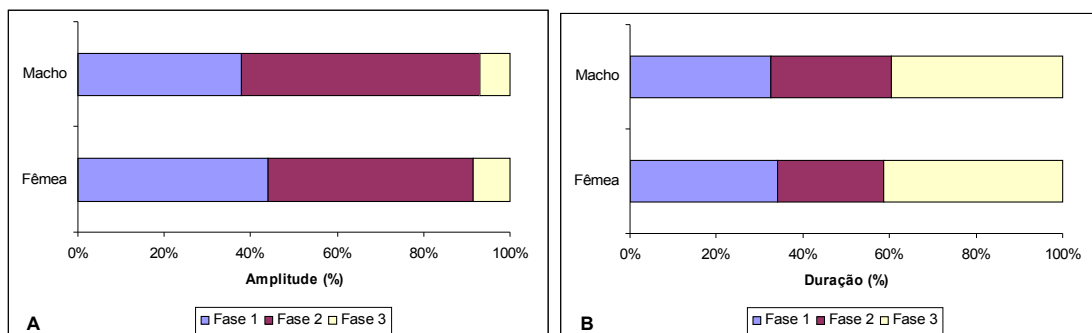 Macho
Fêmea
0% 20% 40% 60% 80% 100%
Amplitude (%)
Fase 1 Fase 2 Fase 3
A
Macho
Fêmea
0% 20% 40% 60% 80% 100%
Duração (%)
Fase 1 Fase 2 Fase 3
B